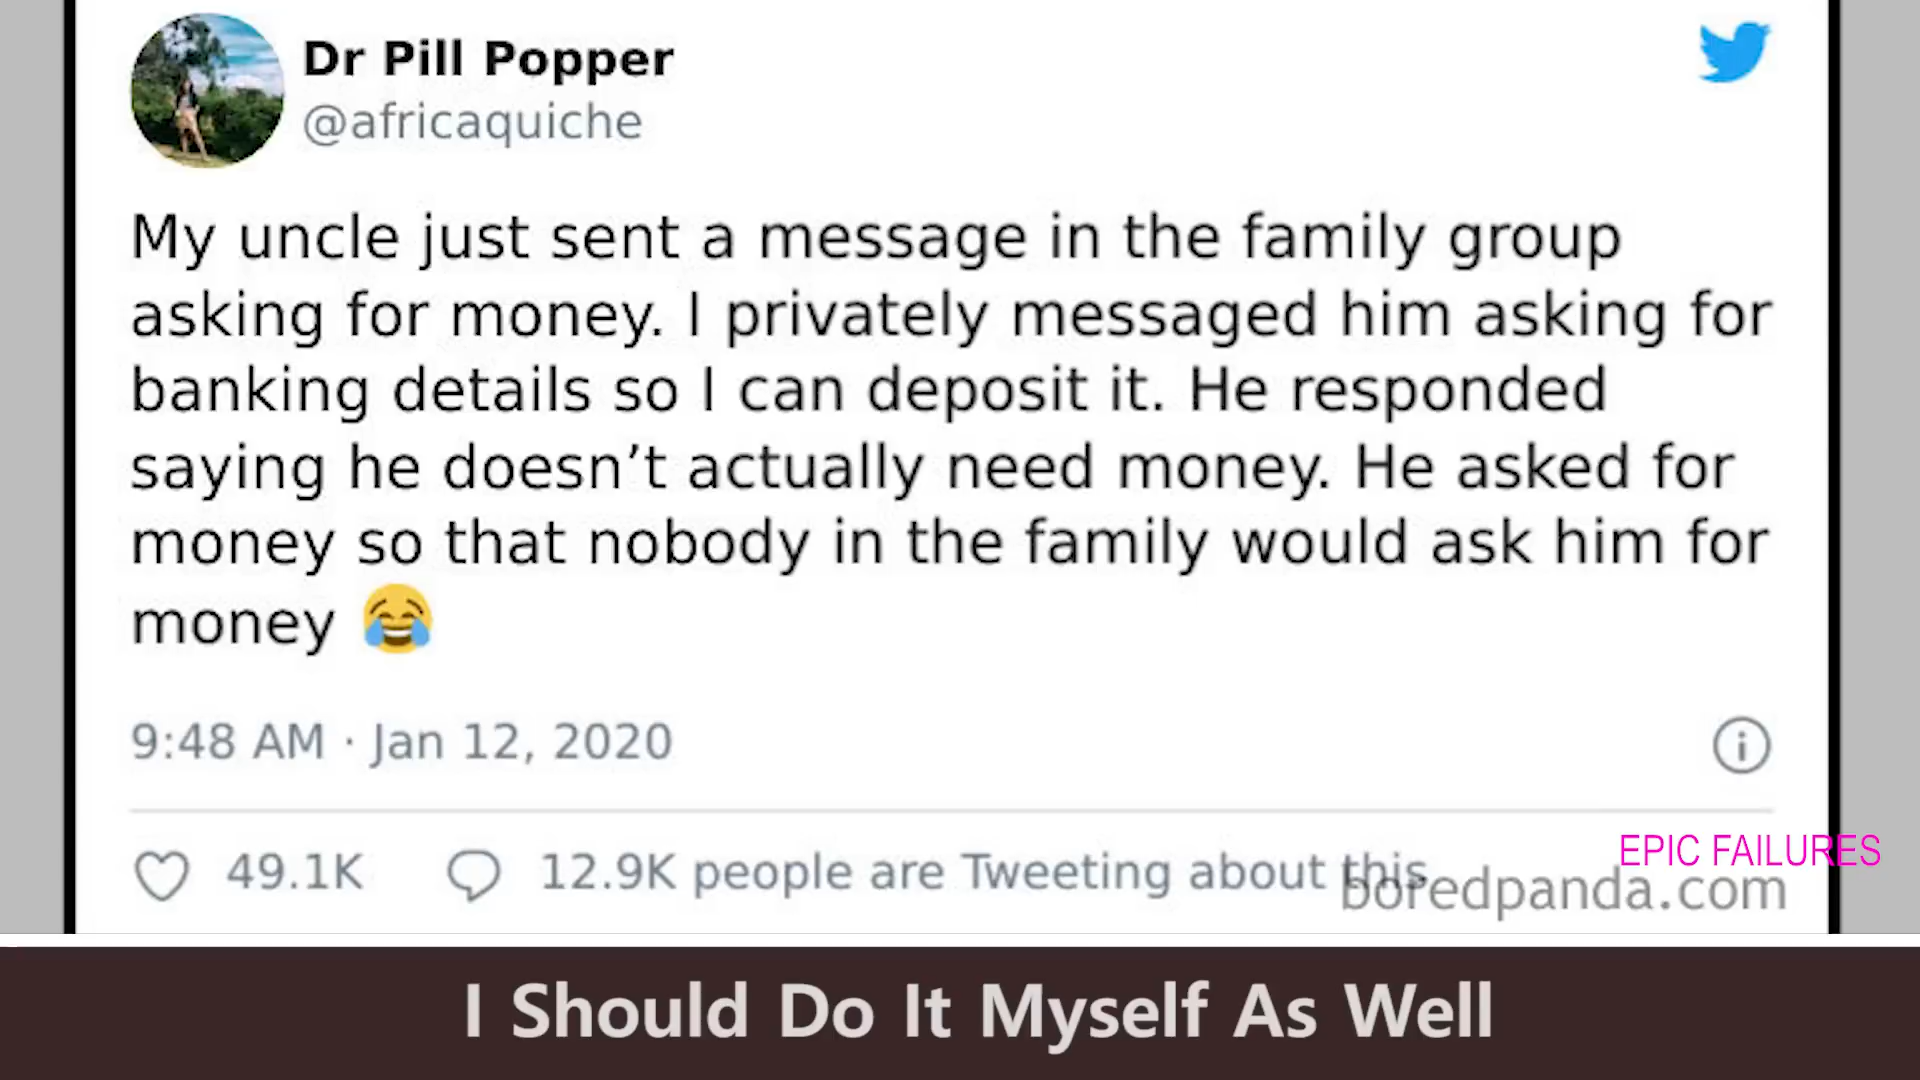 Dr Pill Popper
@africaquiche
My uncle just sent a message in the family group
asking for money. I privately messaged him asking for
banking details so I can deposit it. He responded
saying he doesn’t actually need money. He asked for
money so that nobody in the family would ask him for
money 😂
9:48 AM · Jan 12, 2020
49.1K 12.9K people are Tweeting about this
EPIC FAILURES
boredpanda.com
I Should Do It Myself As Well